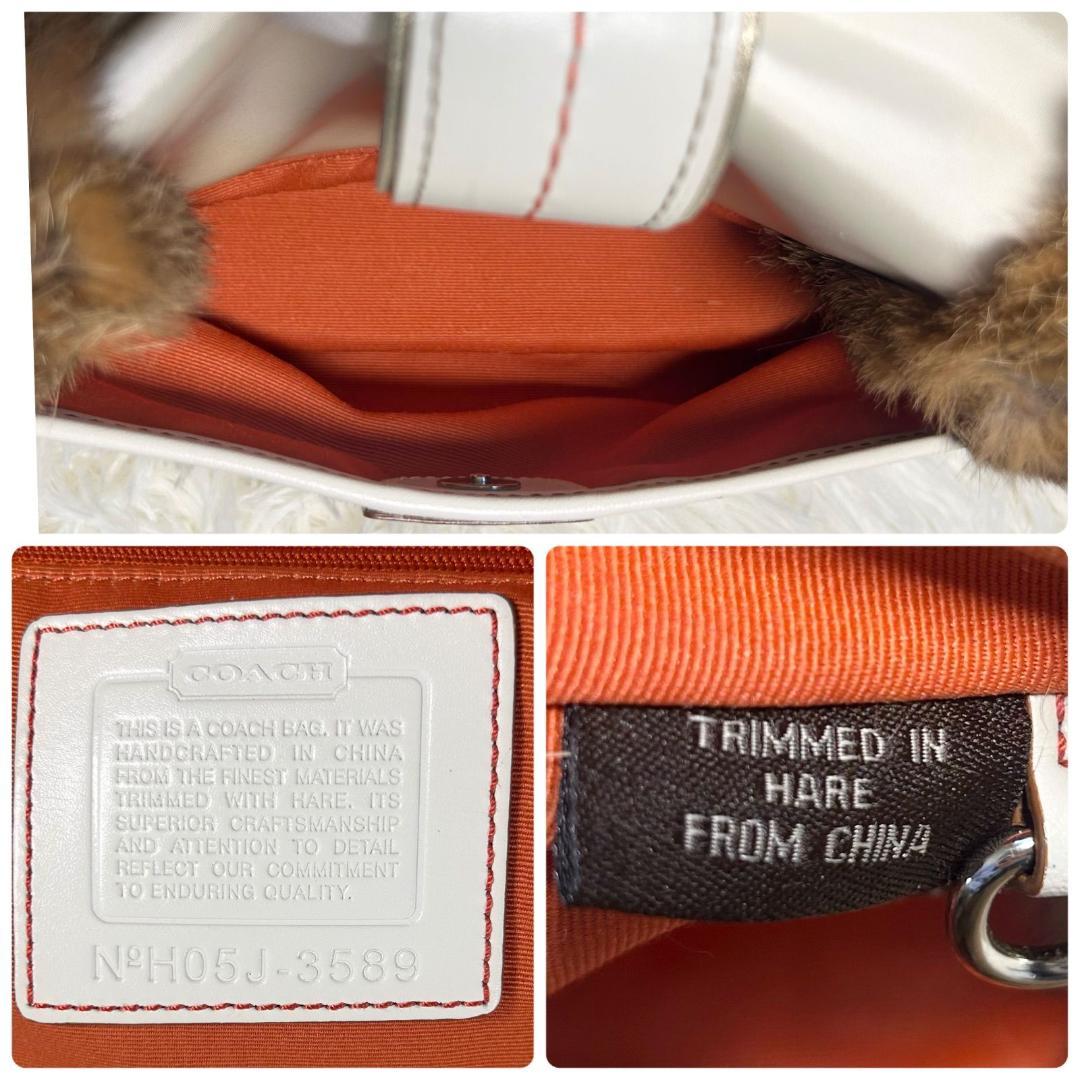 COACH
THIS IS A COACH BAG. IT WAS
HANDCRAFTED IN CHINA
FROM THE FINEST MATERIALS
TRIMMED WITH HARE. ITS
SUPERIOR CRAFTSMANSHIP
AND ATTENTION TO DETAIL
REFLECT OUR COMMITMENT
TO ENDURING QUALITY.
NºH05J-3589
TRIMMED IN
HARE
FROM CHINA